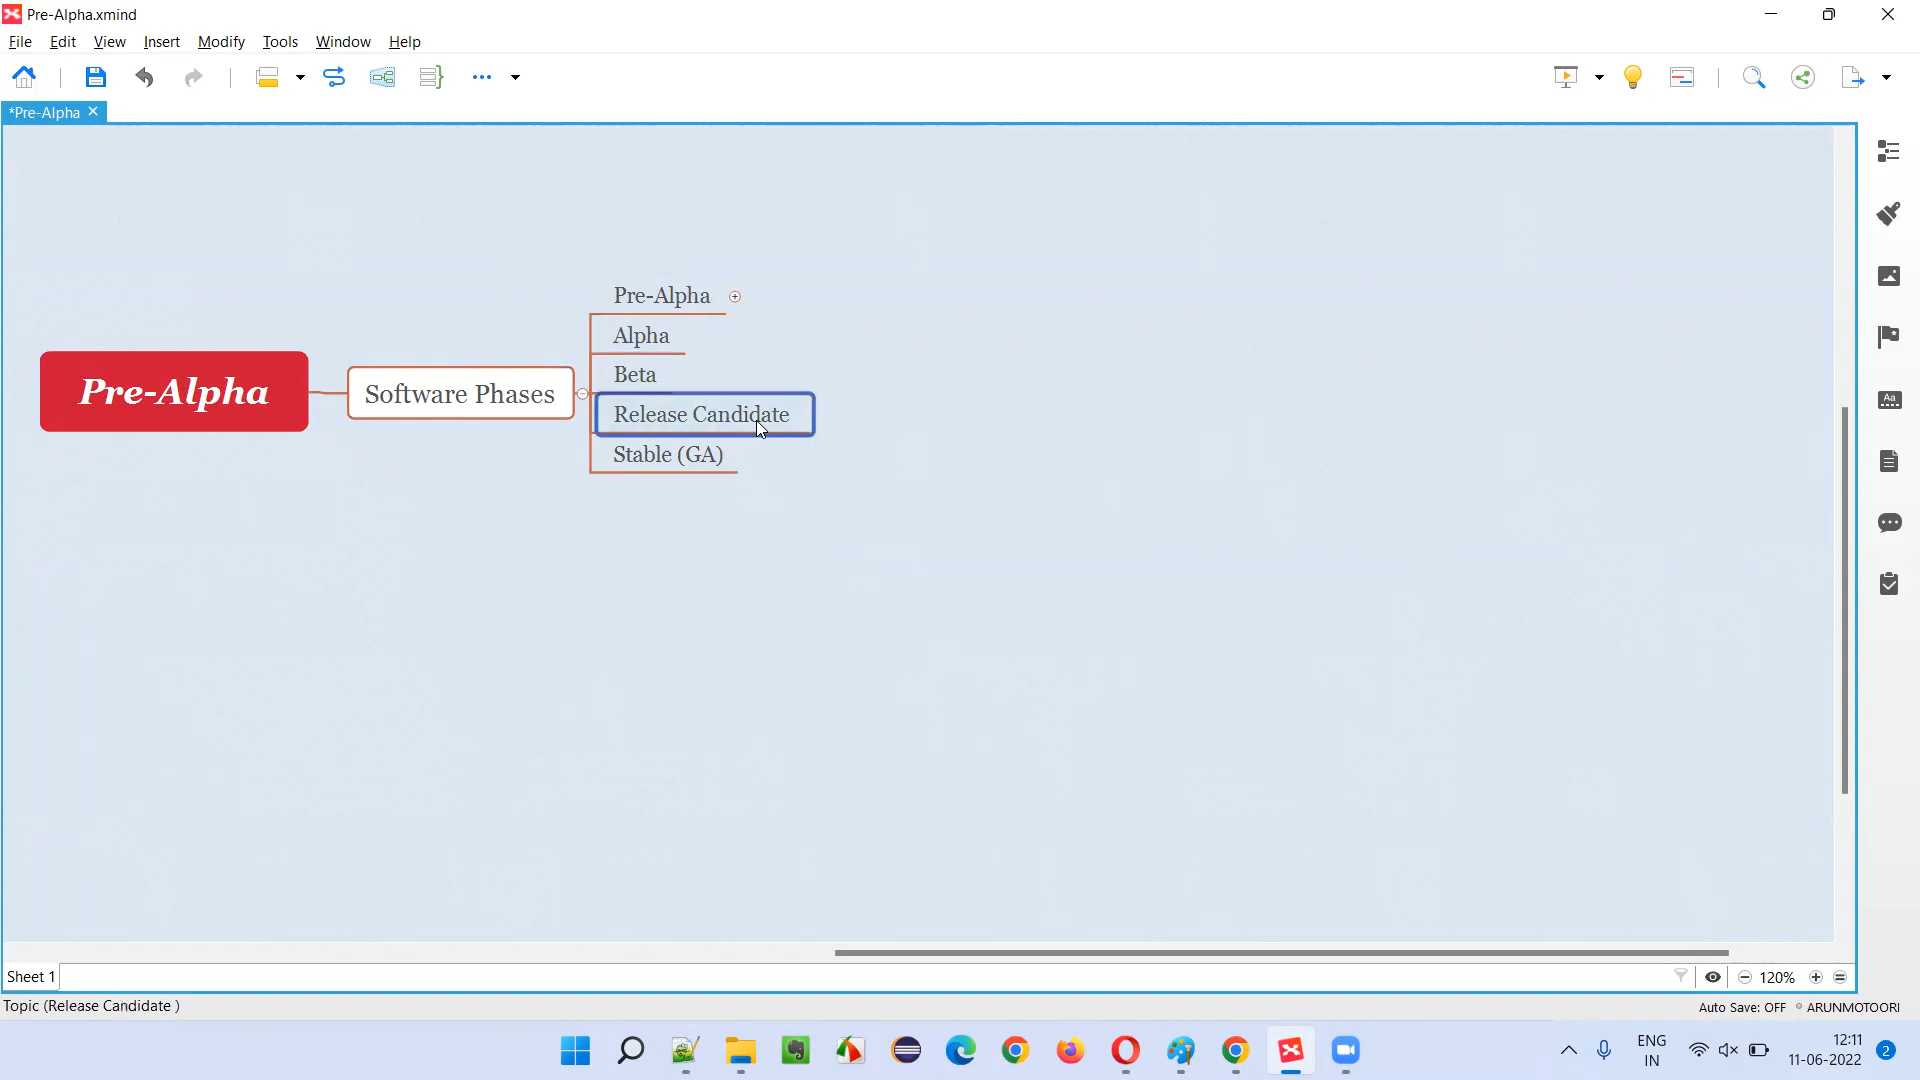 Pre-Alpha.xmind
File Edit View Insert Modify Tools Window Help
*Pre-Alpha
Pre-Alpha
Alpha
Beta
Pre-Alpha
Software Phases
Release Candidate
Stable (GA)
Aa
Sheet 1
120%
Topic (Release Candidate )
Auto Save: OFF
ARUNMOTOORI
ENG
IN
12:11
11-06-2022
2